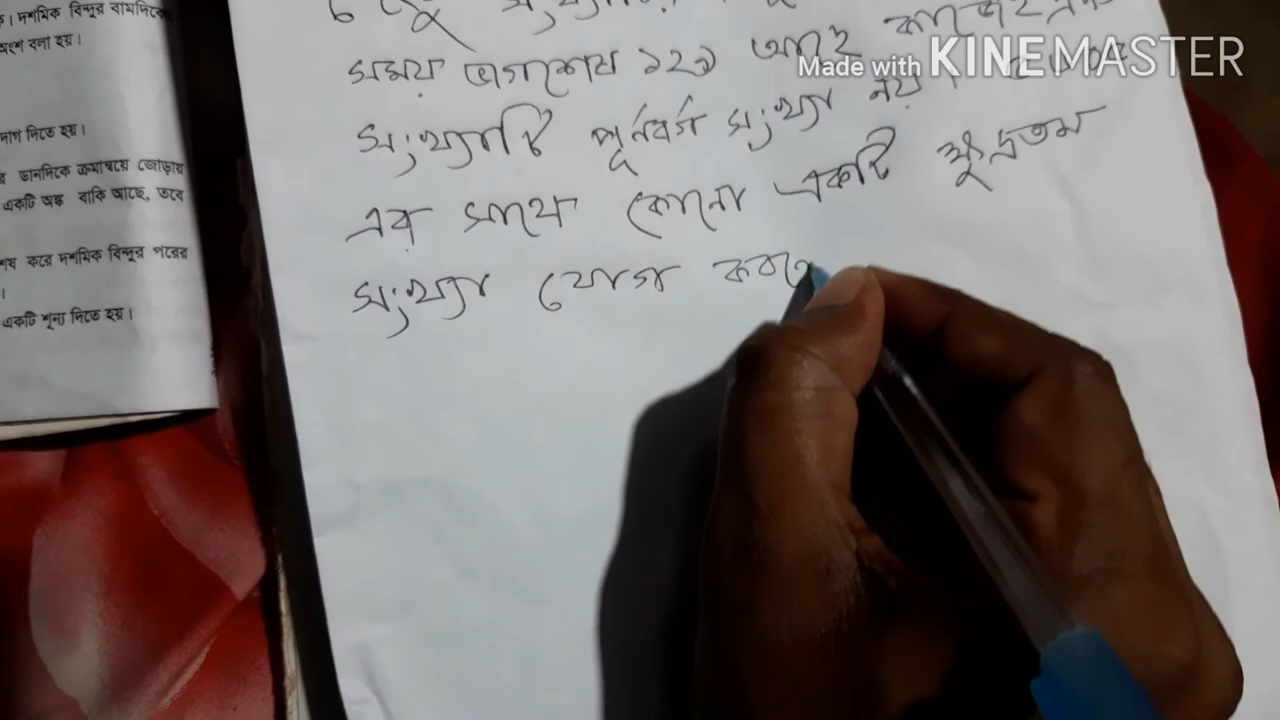 । দশমিক বিন্দুর বামদিকে
অংশ বলা হয়।
দাগ দিতে হয়।
র ডানদিকে ক্রমান্বয়ে জোড়ায়
একটি অঙ্ক বাকি আছে, তবে
শেষ করে দশমিক বিন্দুর পরের
।
একটি শূন্য দিতে হয়।
সংখ্যাটির
সময় ভাগশেষ ১২৯ আছে কাজেই
সংখ্যাটি পূর্নবর্গ সংখ্যা নয়।
এর সাথে কোনো একটি ক্ষুদ্রতম
সংখ্যা যোগ করলে
Made with KINEMASTER